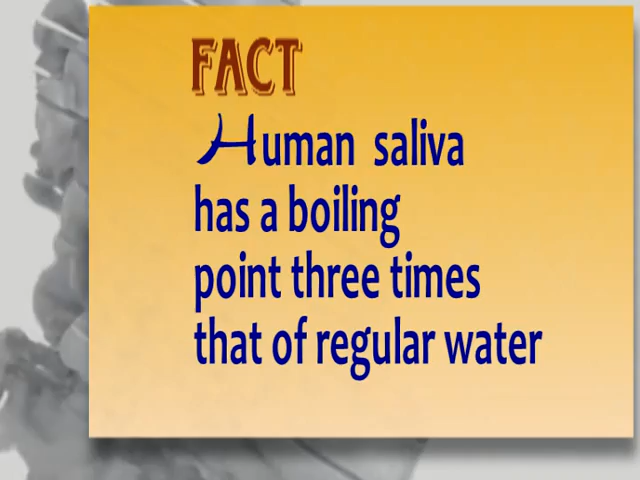 FACT
Human saliva
has a boiling
point three times
that of regular water